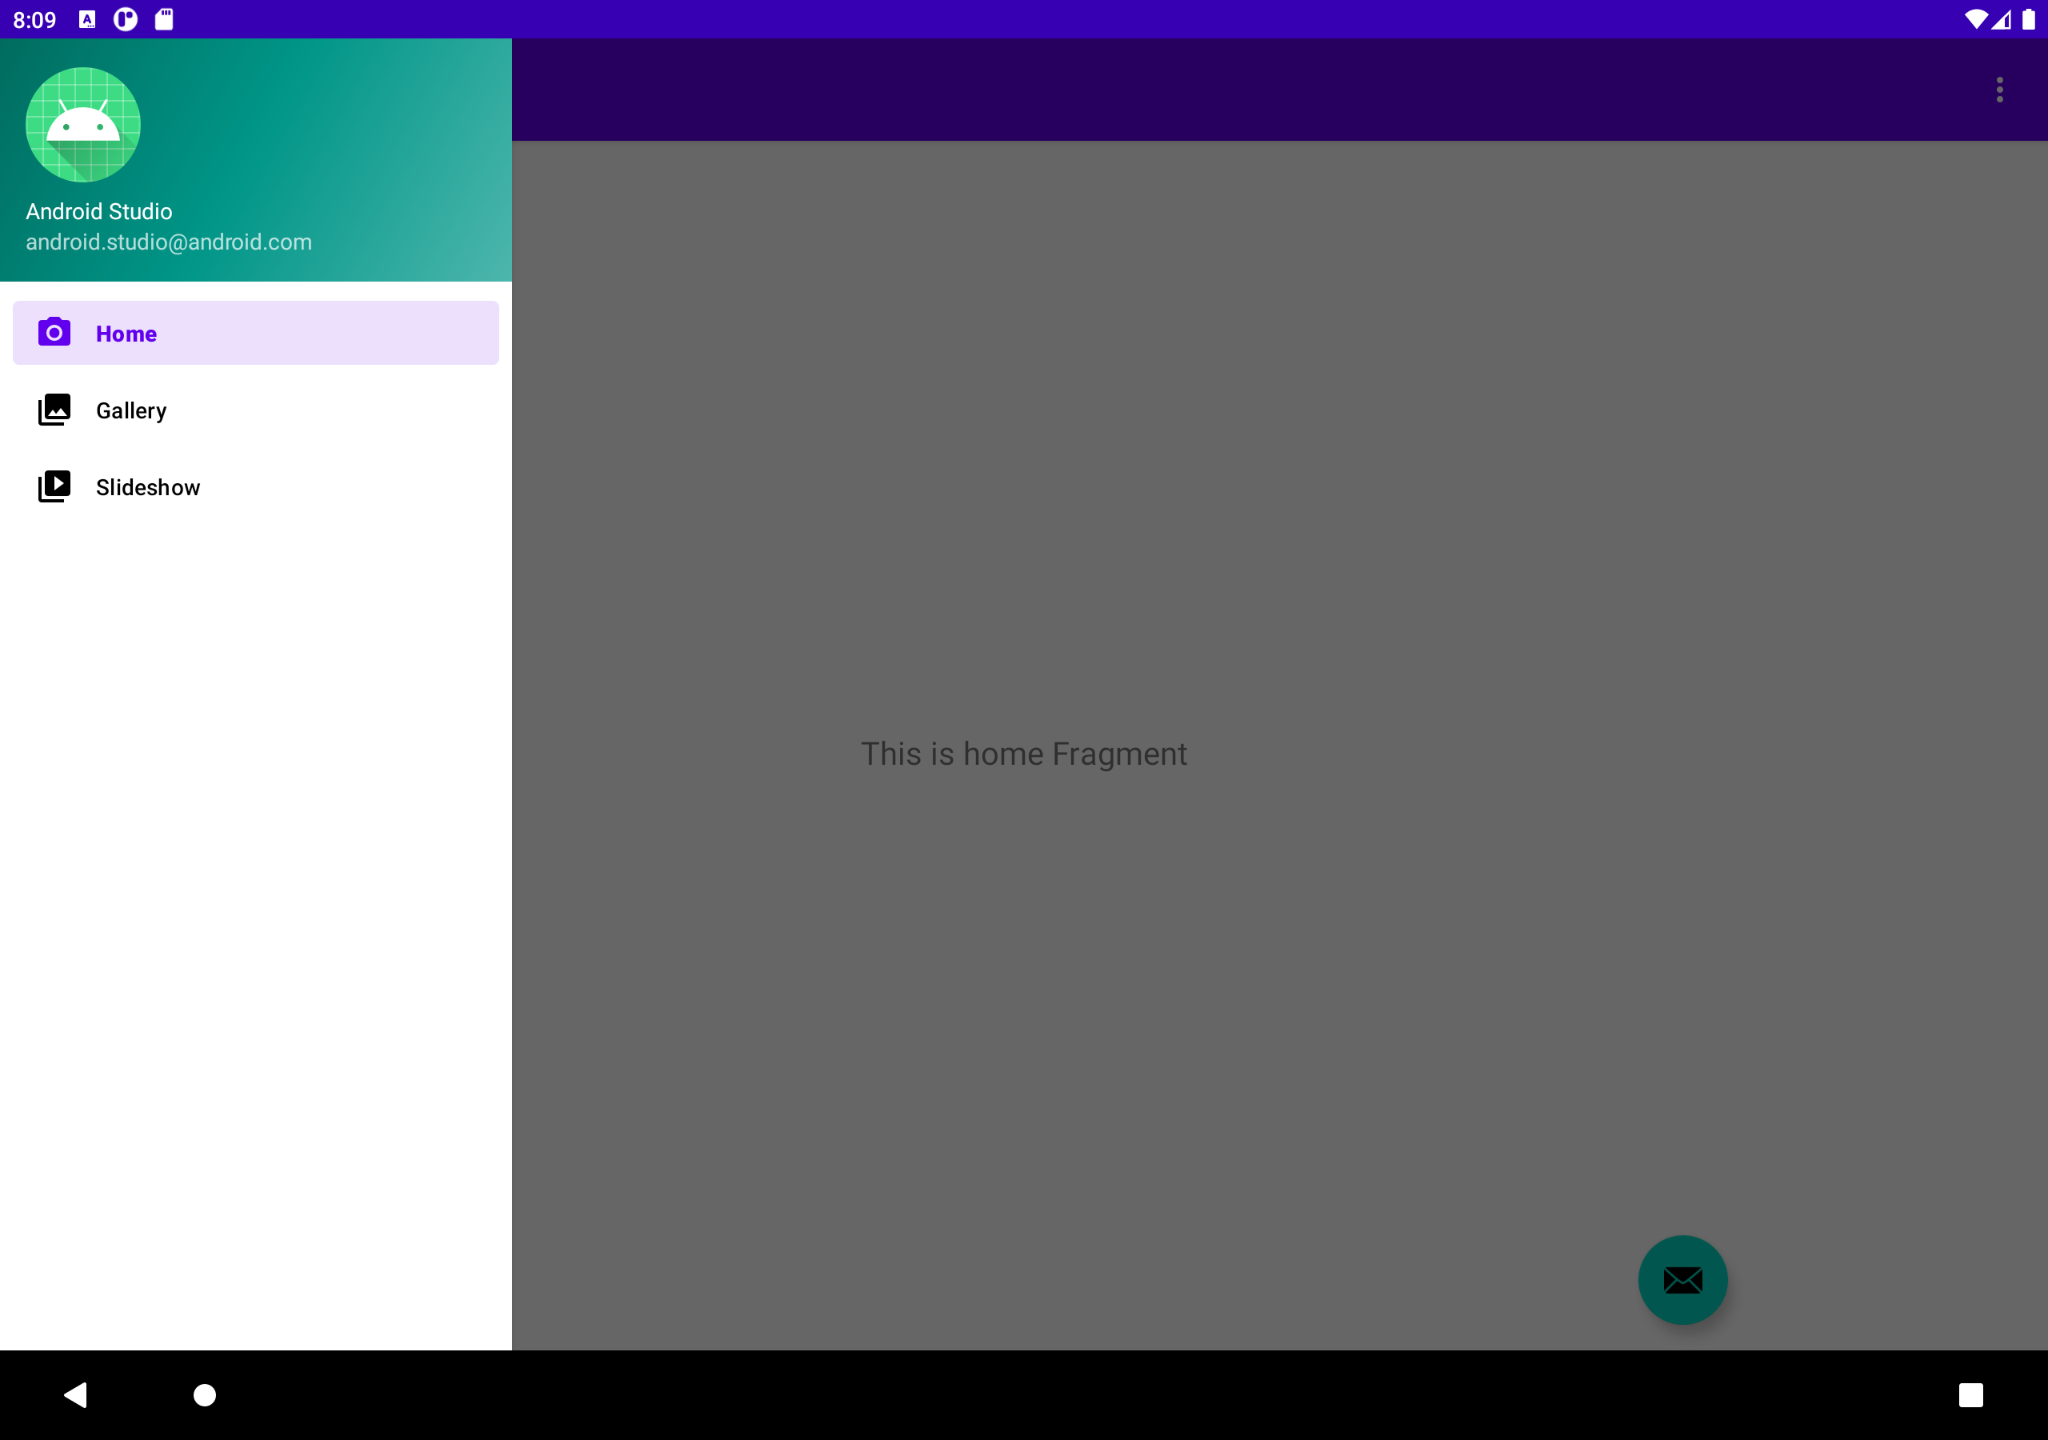 8:09
Android Studio
android.studio@android.com
Home
Gallery
Slideshow
This is home Fragment